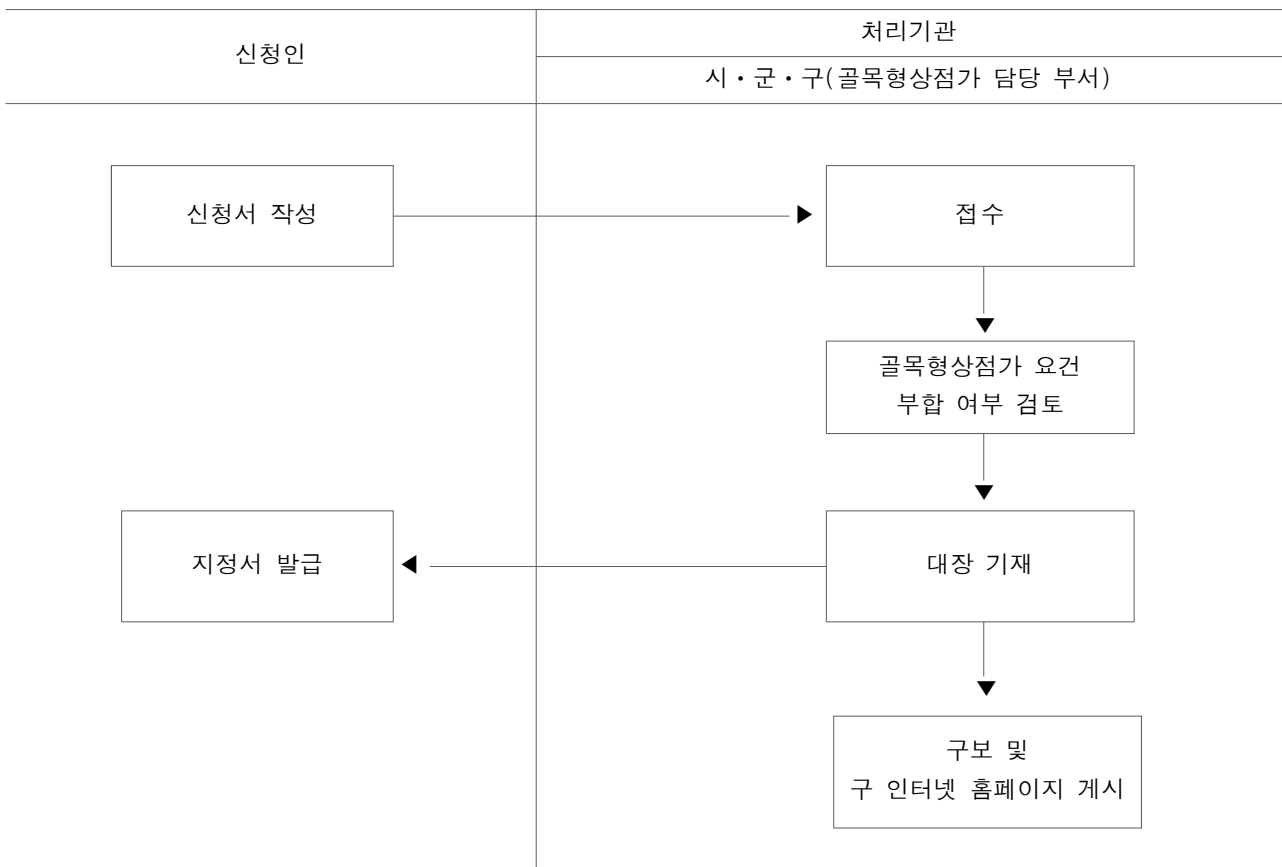 신청인
처리기관
시・군・구(골목형상점가 담당 부서)
신청서 작성
접수
골목형상점가 요건
부합 여부 검토
지정서 발급
대장 기재
구보 및
구 인터넷 홈페이지 게시